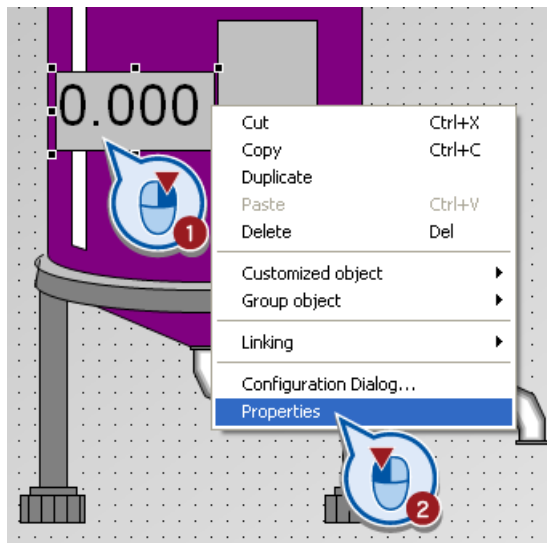 0.000
Cut Ctrl+X
Copy Ctrl+C
Duplicate
Paste Ctrl+V
Delete Del
1
Customized object
Group object
Linking
Configuration Dialog...
Properties
2